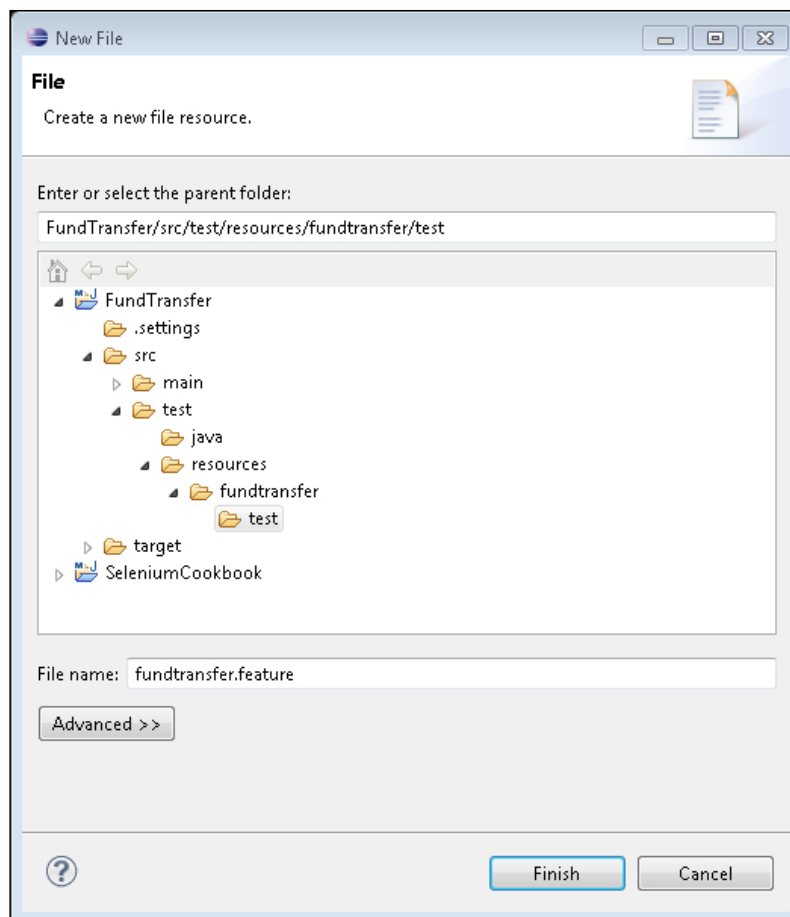 New File
File
Create a new file resource.
Enter or select the parent folder:
FundTransfer/src/test/resources/fundtransfer/test
FundTransfer
.settings
src
main
test
java
resources
fundtransfer
test
target
SeleniumCookbook
File name: fundtransfer.feature
Advanced >>
Finish Cancel